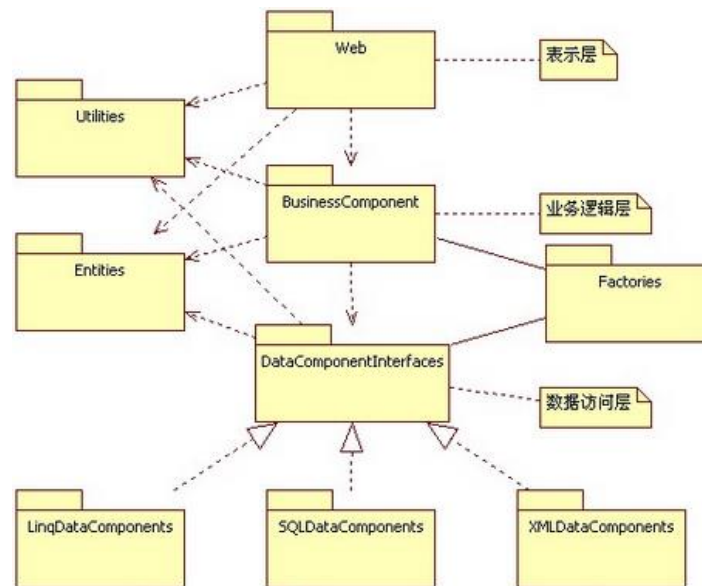 Web
表示层
Utilities
BusinessComponent
业务逻辑层
Entities
Factories
DataComponentInterfaces
数据访问层
LinqDataComponents
SQLDataComponents
XMLDataComponents